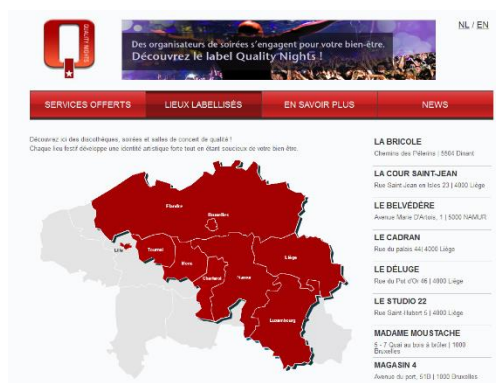 QUALITY NIGHTS
Des organisateurs de soirées s'engagent pour votre bien-être.
Découvrez le label Quality Nights !
NL / EN
SERVICES OFFERTS
LIEUX LABELLISÉS
EN SAVOIR PLUS
NEWS
Découvrez ici des discothèques, soirées et salles de concert de qualité !
Chaque lieu festif développe une identité artistique forte tout en étant soucieux de votre bien être.
Flandre
Bruxelles
Lille
Tournai
Mons
Charleroi
Namur
Liège
Luxembourg
LA BRICOLE
Chemins des Pélerins | 5504 Dinant
LA COUR SAINT-JEAN
Rue Saint Jean en Isles 23 | 4000 Liège
LE BELVÉDÈRE
Avenue Marie D'Artois, 1 | 5000 NAMUR
LE CADRAN
Rue du palais 44| 4000 Liège
LE DÉLUGE
Rue du Pot d'Or 46 | 4000 Liège
LE STUDIO 22
Rue Saint Hubert 5 | 4000 Liège
MADAME MOUSTACHE
5 - 7 Quai au bois à brûler | 1000
Bruxelles
MAGASIN 4
Avenue du port, 51B | 1000 Bruxelles